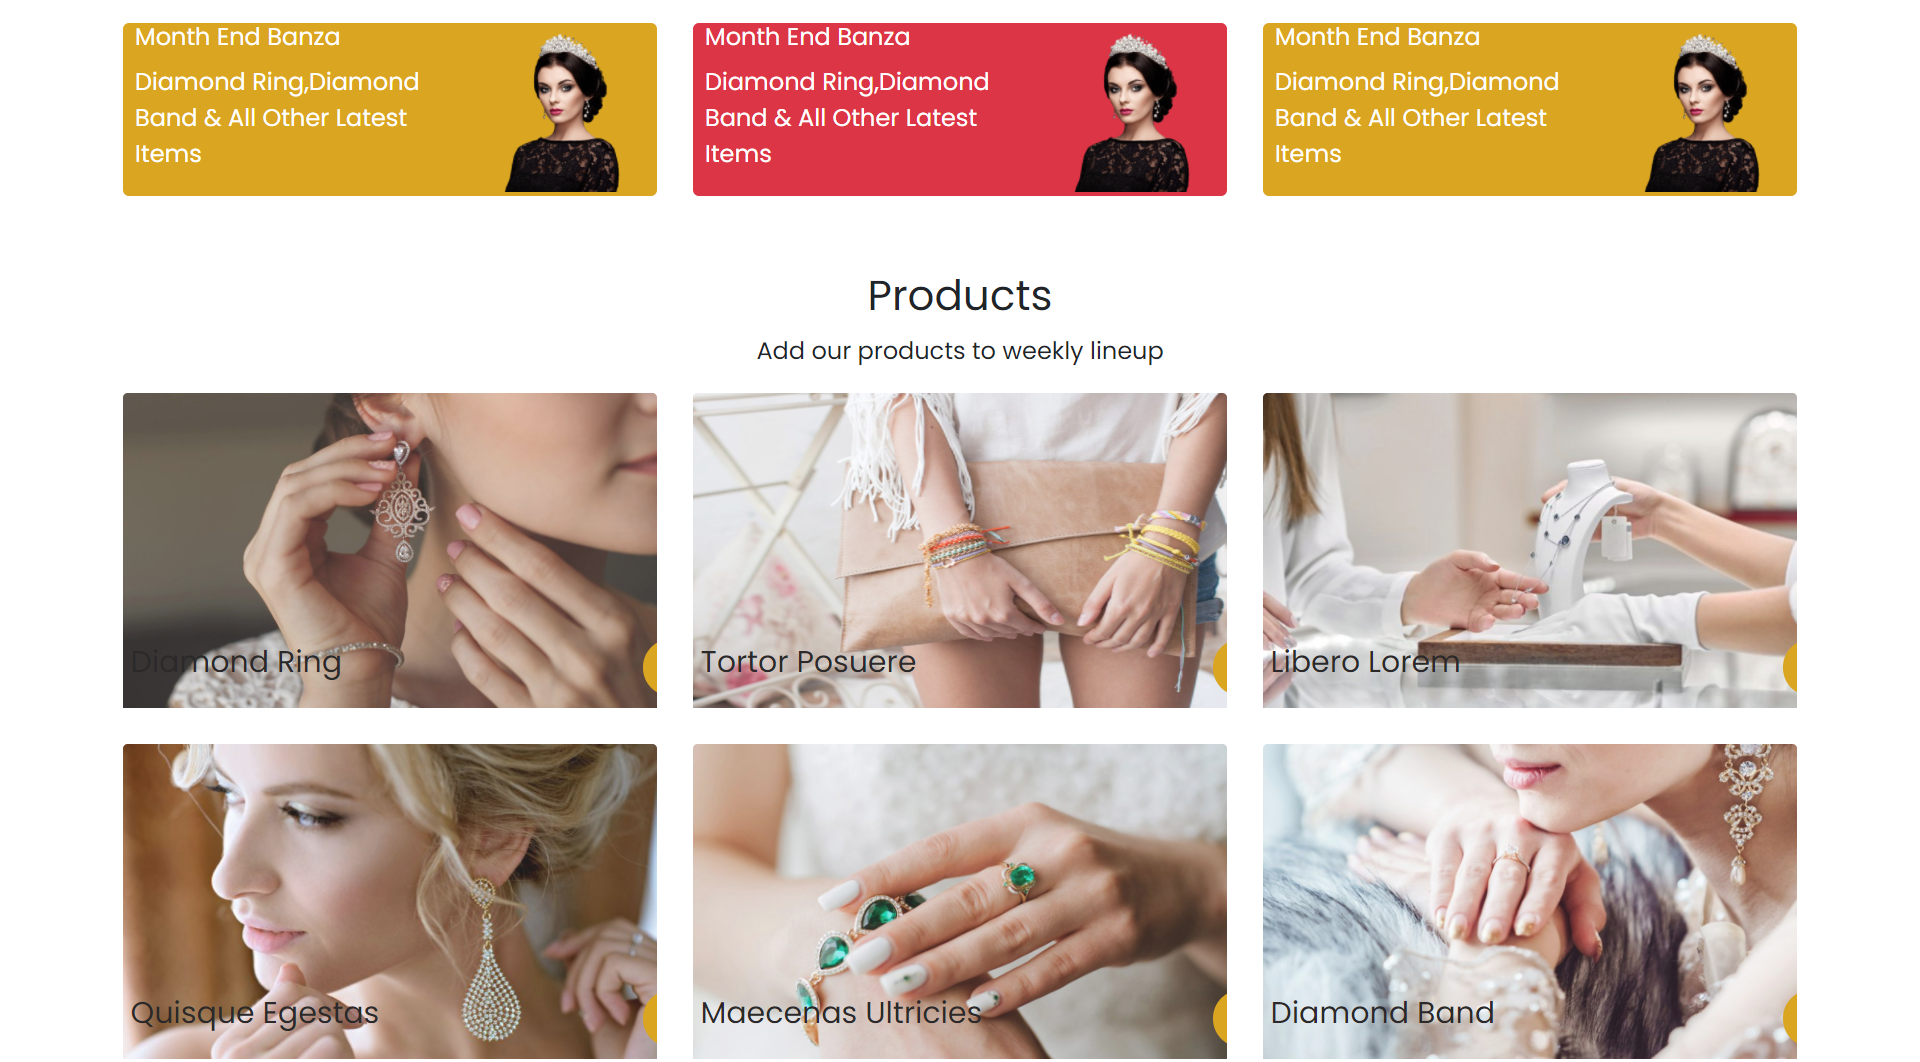 Month End Banza
Diamond Ring,Diamond
Band & All Other Latest
Items
Month End Banza
Diamond Ring,Diamond
Band & All Other Latest
Items
Month End Banza
Diamond Ring,Diamond
Band & All Other Latest
Items
Products
Add our products to weekly lineup
Diamond Ring
Tortor Posuere
Libero Lorem
Quisque Egestas
Maecenas Ultricies
Diamond Band